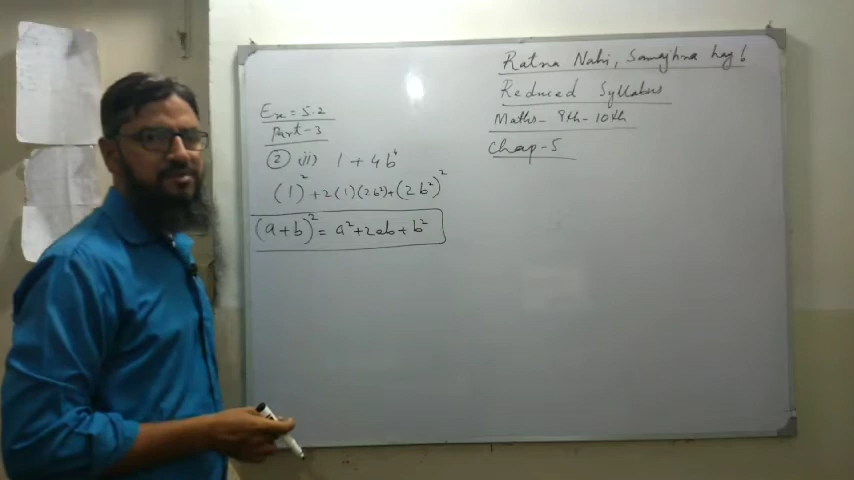 Ratna Nahi, Samajhna hay!
Reduced Syllabus
Maths- 9th-10th
Chap-5
Ex = 5.2
Part-3
② (ii) 1 + 4b⁴
(1)² + 2(1)(2b²) + (2b²)²
(a+b)² = a² + 2ab + b²